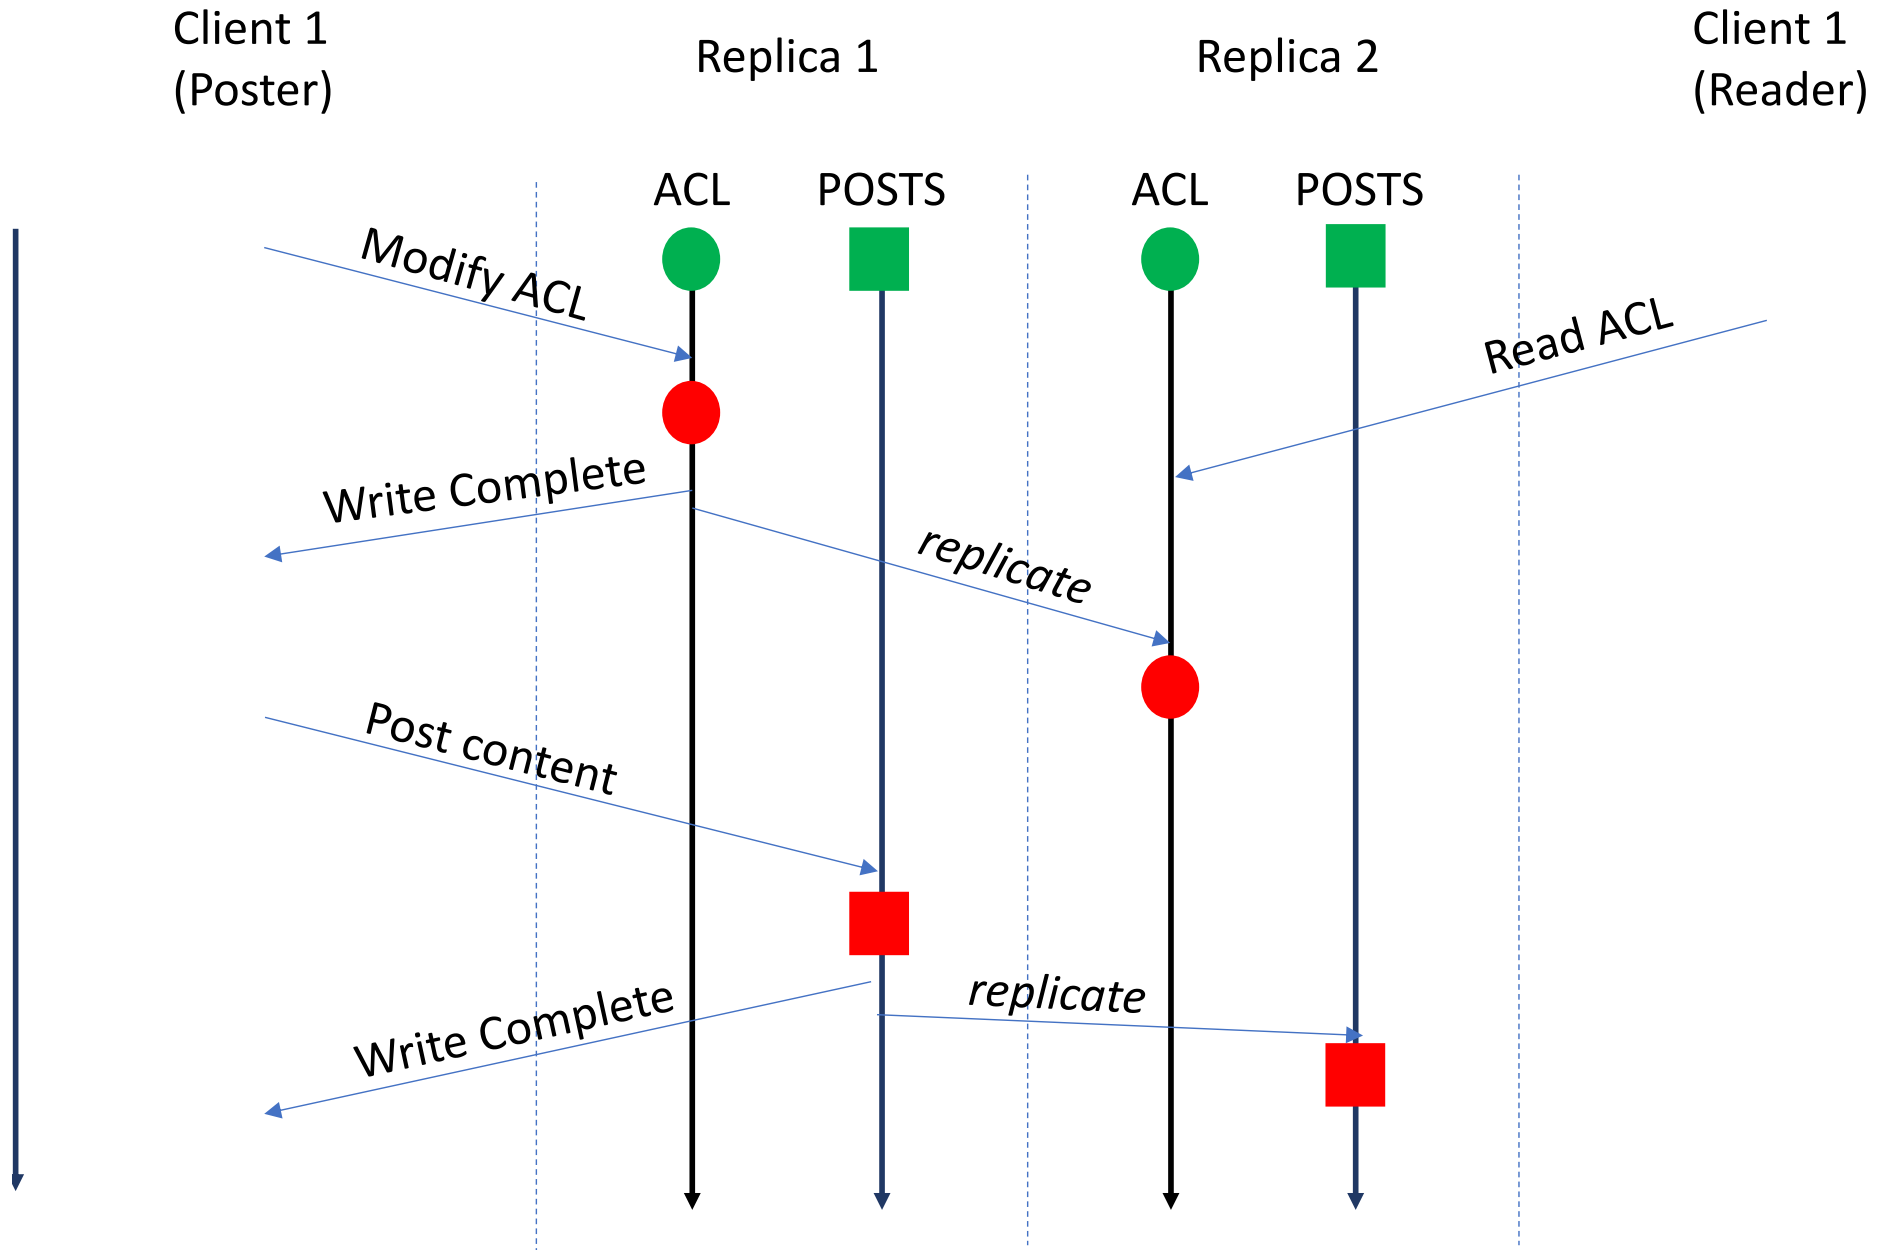 Client 1
(Poster)
Replica 1
Replica 2
Client 1
(Reader)
ACL
POSTS
ACL
POSTS
Modify ACL
Read ACL
Write Complete
replicate
Post content
replicate
Write Complete